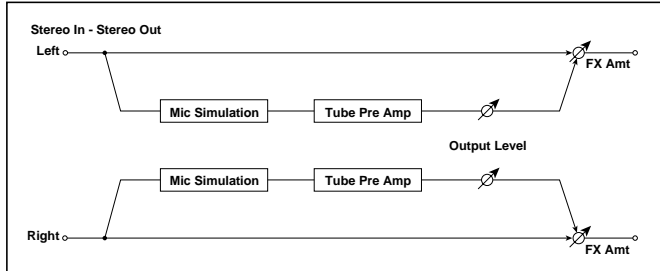 Stereo In - Stereo Out
Left
FX Amt
Mic Simulation
Tube Pre Amp
Output Level
Mic Simulation
Tube Pre Amp
Right
FX Amt